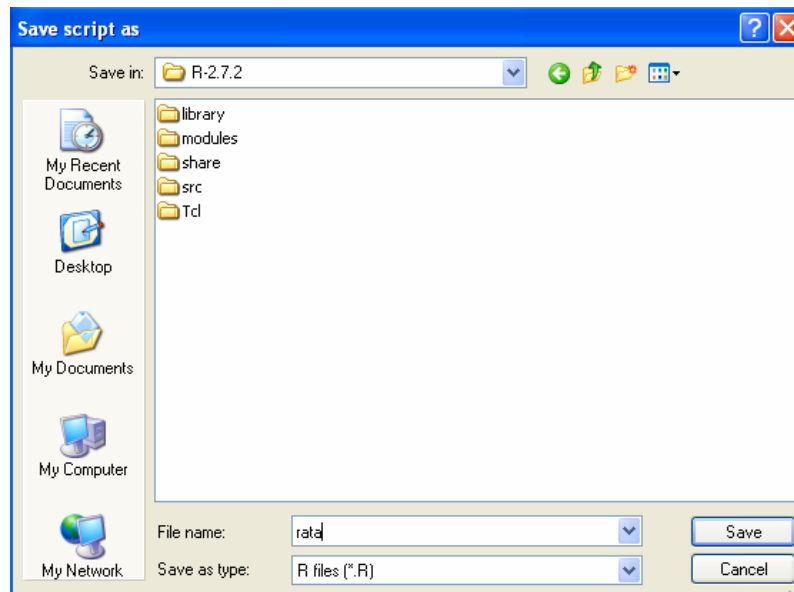 Save script as
Save in:
R-2.7.2
library
modules
share
src
Tcl
My Recent
Documents
Desktop
My Documents
My Computer
My Network
File name:
rata
Save
Save as type:
R files (*.R)
Cancel